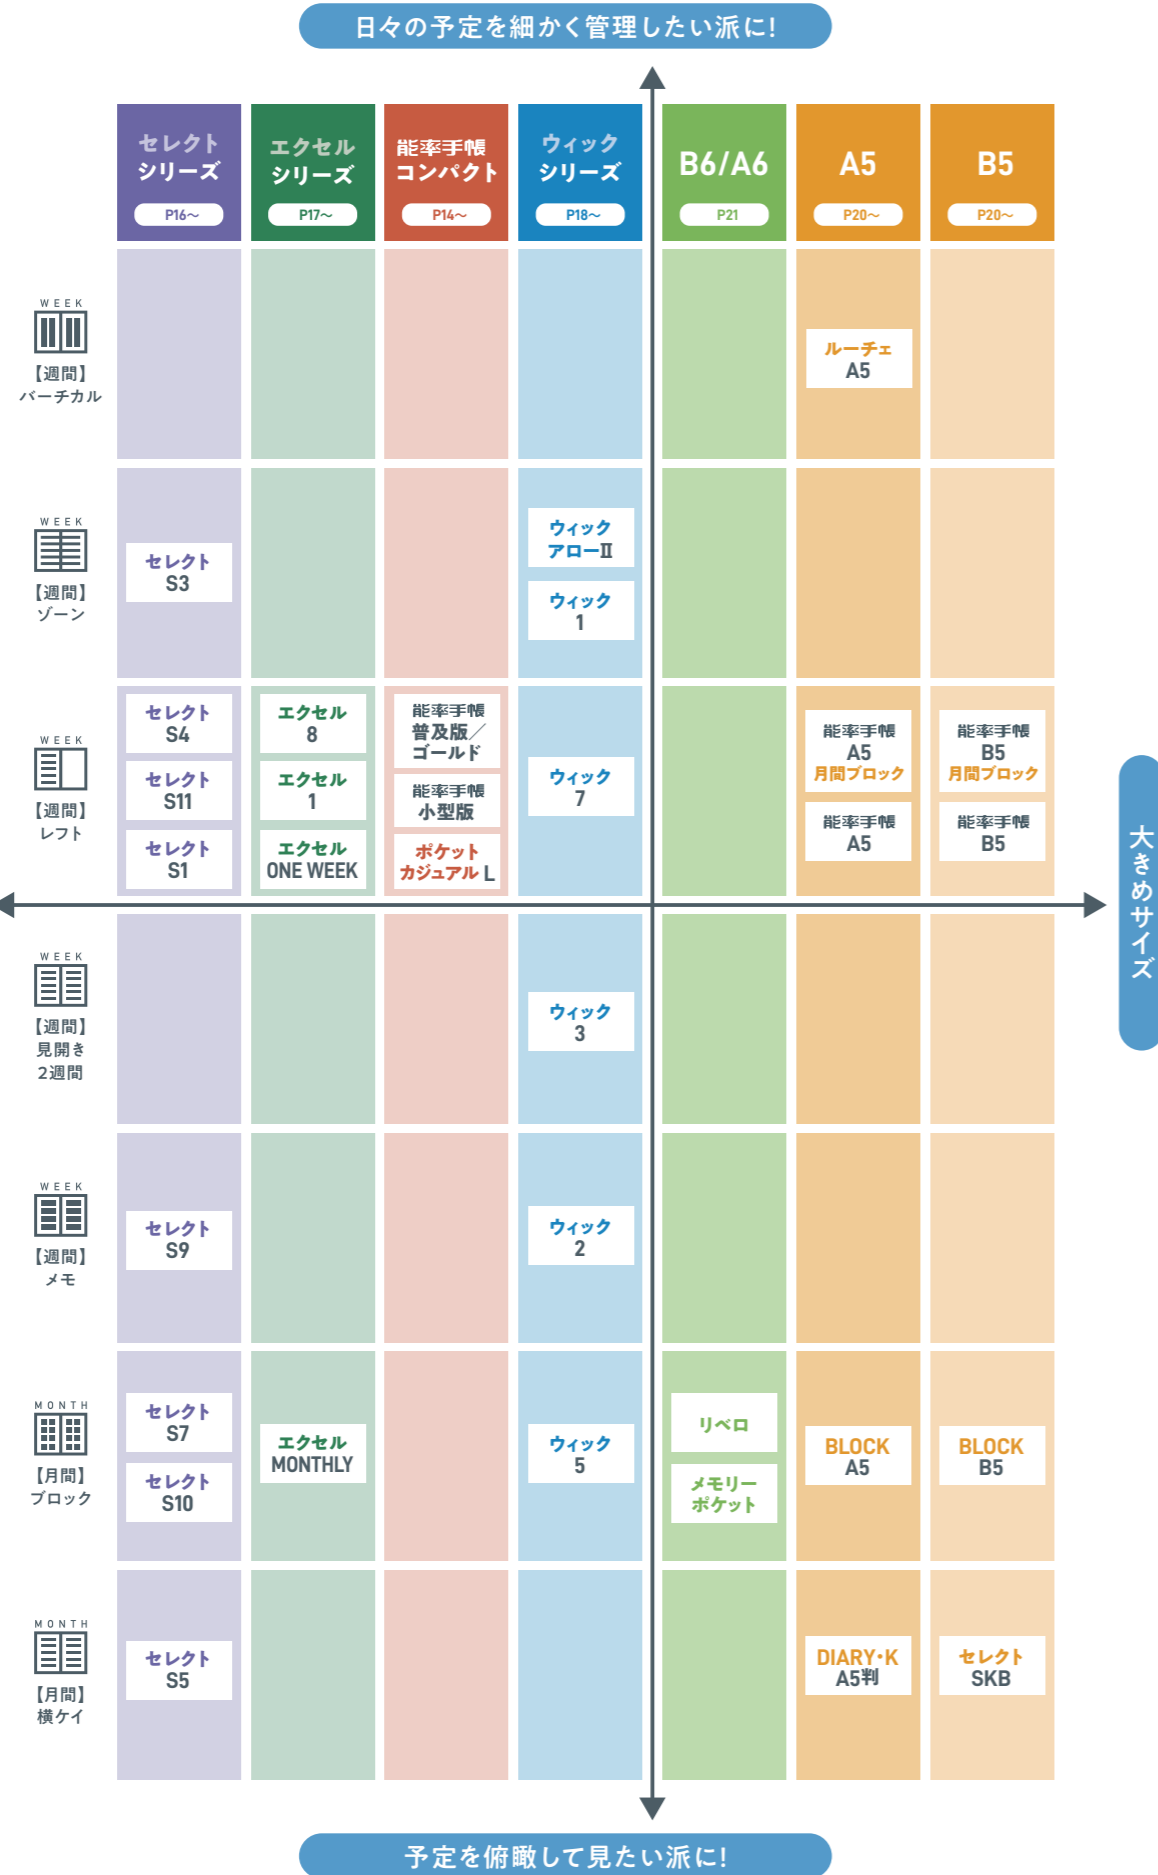 日々の予定を細かく管理したい派に!
セレクト
シリーズ
P16～
エクセル
シリーズ
P17～
能率手帳
コンパクト
P14～
ウィック
シリーズ
P18～
B6/A6
P21
A5
P20～
B5
P20～
WEEK
【週間】
バーチカル
ルーチェ
A5
WEEK
【週間】
ゾーン
セレクト
S3
ウィック
アローⅡ
ウィック
1
WEEK
【週間】
レフト
セレクト
S4
セレクト
S11
セレクト
S1
エクセル
8
エクセル
1
エクセル
ONE WEEK
能率手帳
普及版／
ゴールド
能率手帳
小型版
ポケット
カジュアル L
ウィック
7
能率手帳
A5
月間ブロック
能率手帳
A5
能率手帳
B5
月間ブロック
能率手帳
B5
大きめサイズ
WEEK
【週間】
見開き
2週間
ウィック
3
WEEK
【週間】
メモ
セレクト
S9
ウィック
2
MONTH
【月間】
ブロック
セレクト
S7
セレクト
S10
エクセル
MONTHLY
ウィック
5
リベロ
メモリー
ポケット
BLOCK
A5
BLOCK
B5
MONTH
【月間】
横ケイ
セレクト
S5
DIARY・K
A5判
セレクト
SKB
予定を俯瞰して見たい派に!